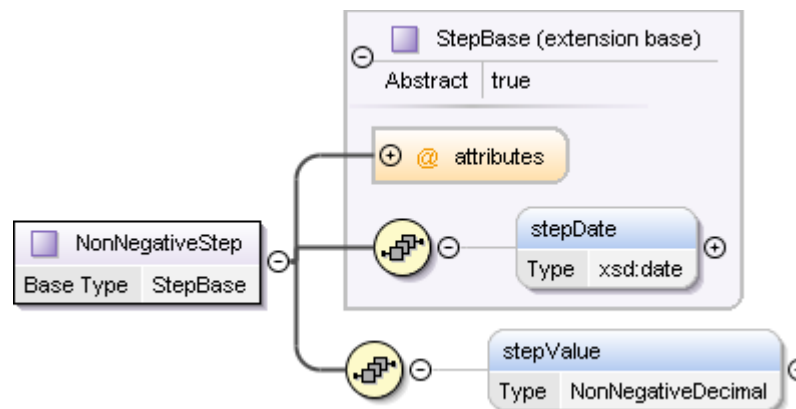 StepBase (extension base)
Abstract true
@ attributes
stepDate
Type xsd:date
NonNegativeStep
Base Type StepBase
stepValue
Type NonNegativeDecimal